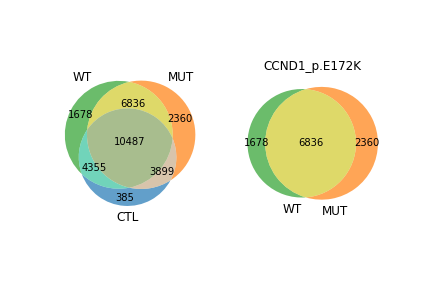 WT
MUT
6836
1678
2360
10487
4355
3899
385
CTL
CCND1_p.E172K
1678
6836
2360
WT
MUT